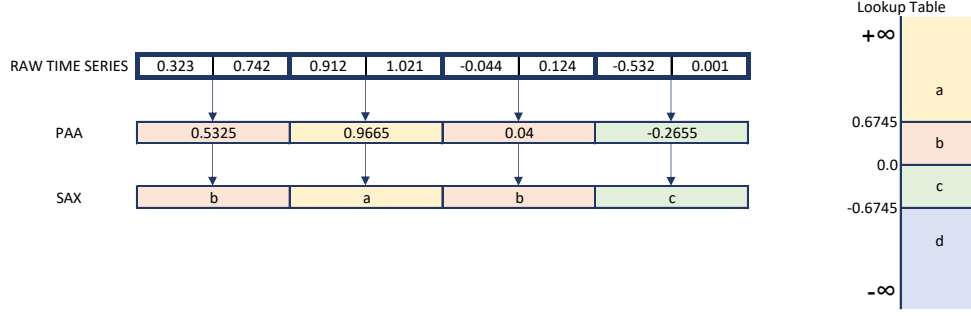 Lookup Table
+∞
RAW TIME SERIES 0.323 0.742 0.912 1.021 -0.044 0.124 -0.532 0.001
a
PAA 0.5325 0.9665 0.04 -0.2655
0.6745
b
0.0
SAX b a b c
c
-0.6745
d
-∞